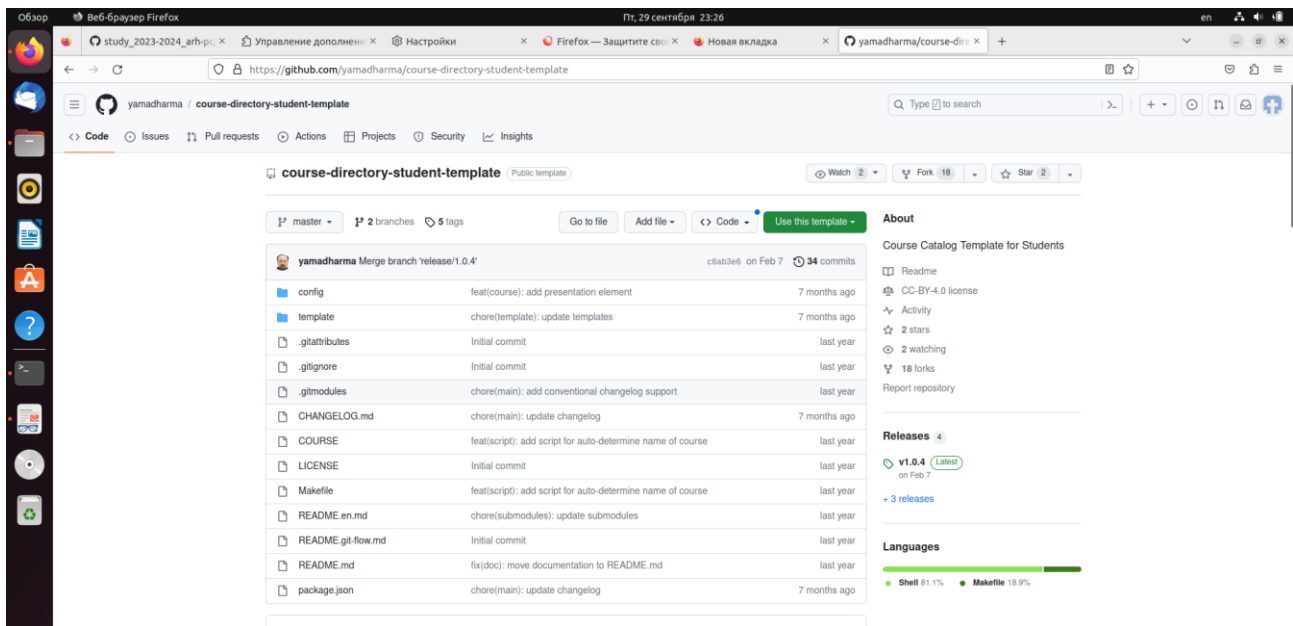 Обзор Веб-браузер Firefox Пт, 29 сентября 23:26 en
study_2023-2024_arh-pc Управление дополнени Настройки Firefox — Защитите сво Новая вкладка yamadharma/course-dire
https://github.com/yamadharma/course-directory-student-template
yamadharma / course-directory-student-template Type / to search
Code Issues Pull requests Actions Projects Security Insights
course-directory-student-template Public template Watch 2 Fork 18 Star 2
master 2 branches 5 tags Go to file Add file Code Use this template
About
Course Catalog Template for Students
yamadharma Merge branch 'release/1.0.4' c6ab3e6 on Feb 7 34 commits
config feat(course): add presentation element 7 months ago
template chore(template): update templates 7 months ago
.gitattributes Initial commit last year
.gitignore Initial commit last year
.gitmodules chore(main): add conventional changelog support last year
CHANGELOG.md chore(main): update changelog 7 months ago
COURSE feat(script): add script for auto-determine name of course last year
LICENSE Initial commit last year
Makefile feat(script): add script for auto-determine name of course last year
README.en.md chore(submodules): update submodules last year
README.git-flow.md Initial commit last year
README.md fix(doc): move documentation to README.md last year
package.json chore(main): update changelog 7 months ago
Readme
CC-BY-4.0 license
Activity
2 stars
2 watching
18 forks
Report repository
Releases 4
v1.0.4 Latest
on Feb 7
+ 3 releases
Languages
Shell 81.1% Makefile 18.9%